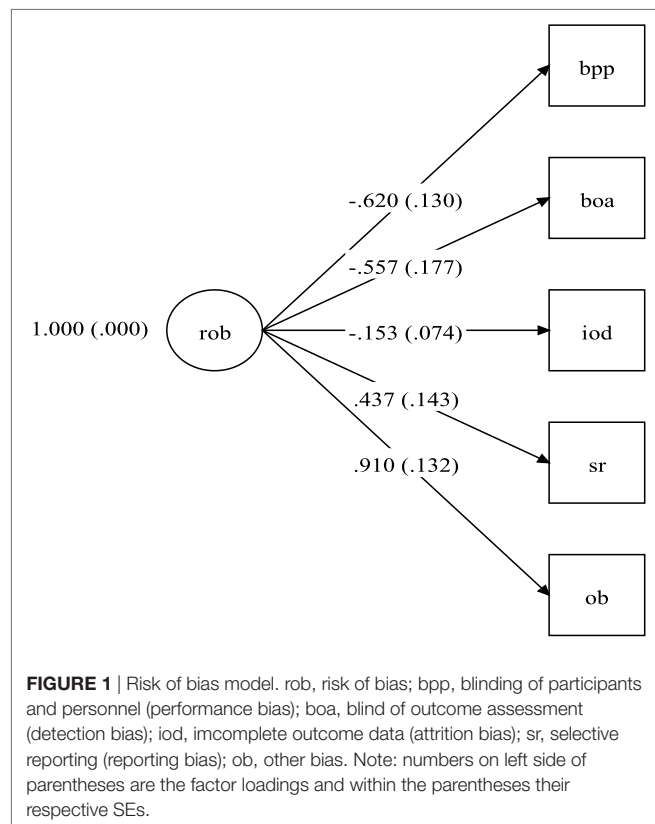 bpp
-.620 (.130)
boa
-.557 (.177)
1.000 (.000)
rob
-.153 (.074)
iod
.437 (.143)
sr
.910 (.132)
ob
FIGURE 1 | Risk of bias model. rob, risk of bias; bpp, blinding of participants
and personnel (performance bias); boa, blind of outcome assessment
(detection bias); iod, imcomplete outcome data (attrition bias); sr, selective
reporting (reporting bias); ob, other bias. Note: numbers on left side of
parentheses are the factor loadings and within the parentheses their
respective SEs.